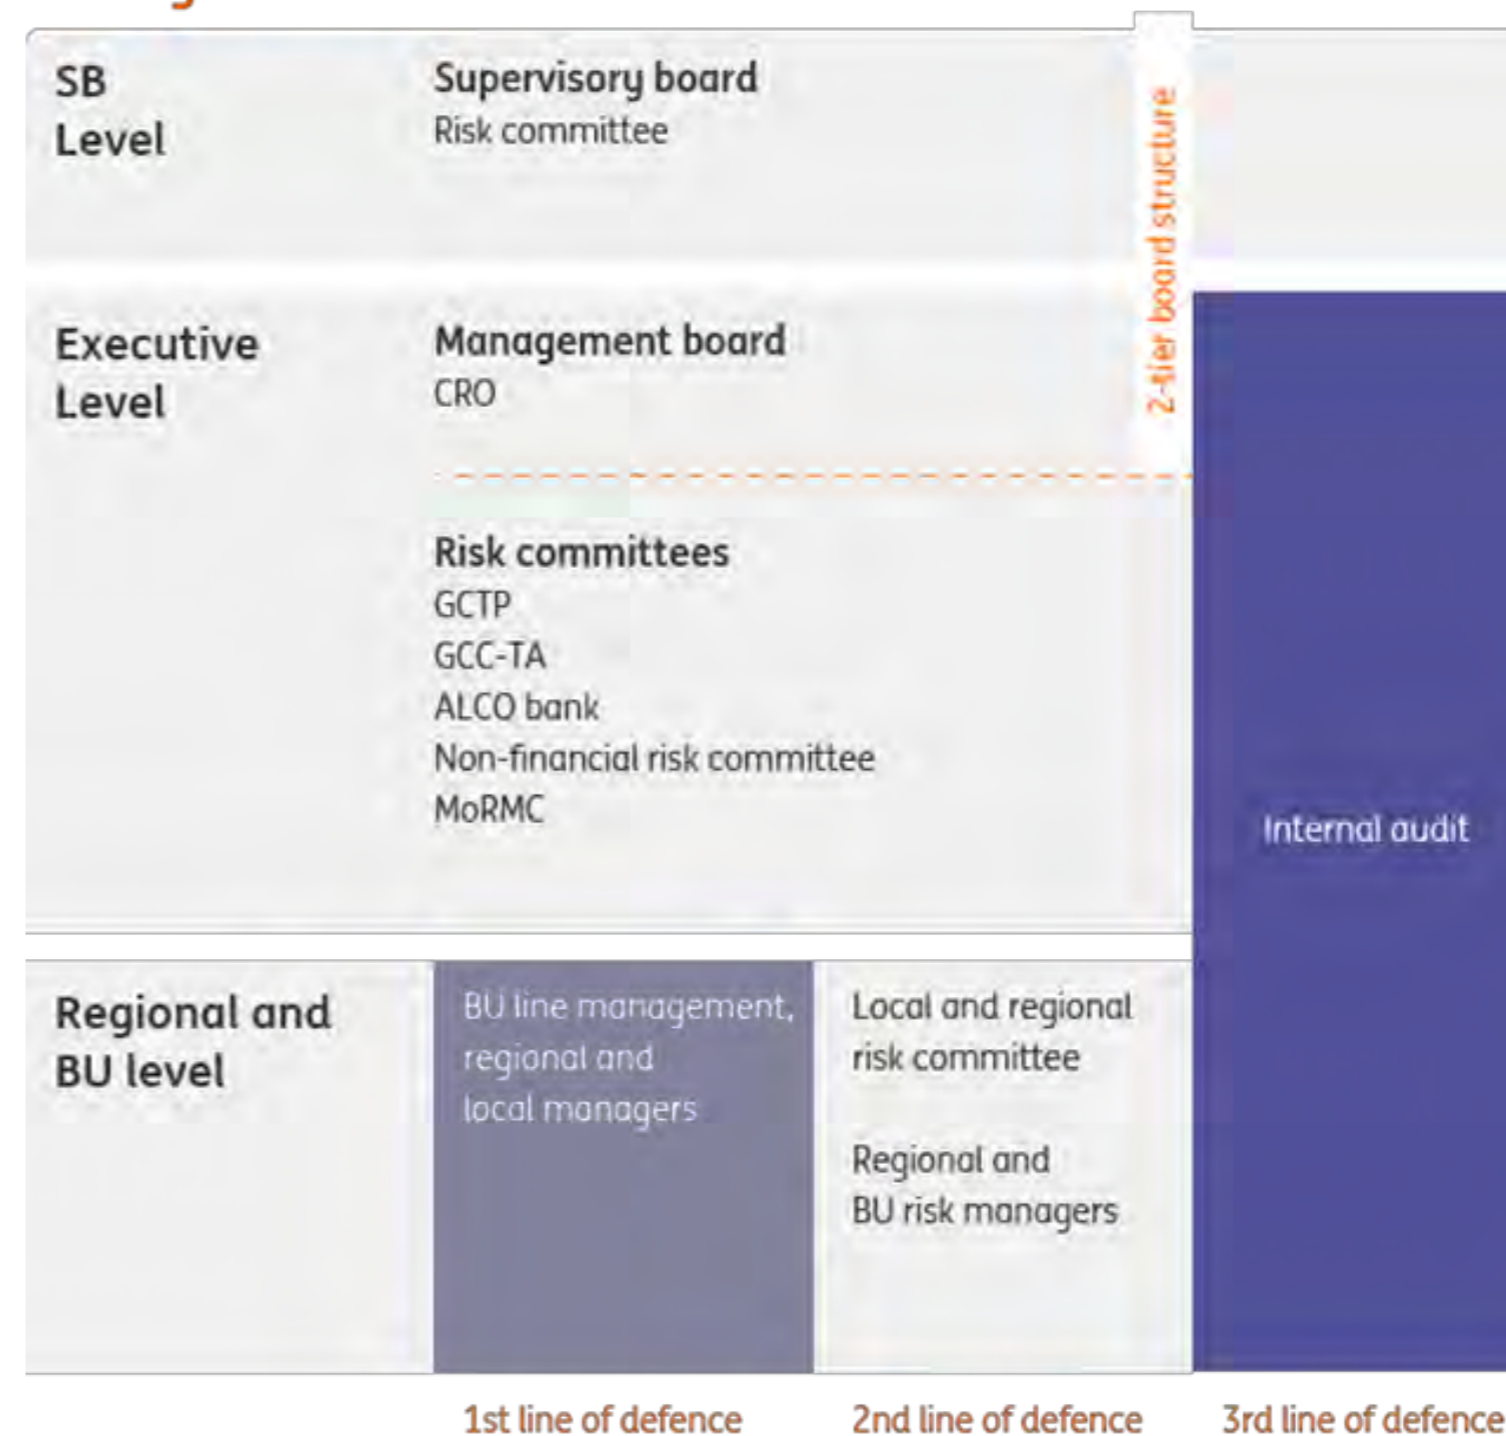 SB
Level
Supervisory board
Risk committee
2-tier board structure
Executive
Level
Management board
CRO
Risk committees
GCTP
GCC-TA
ALCO bank
Non-financial risk committee
MoRMC
Internal audit
Regional and
BU level
BU line management,
regional and
local managers
Local and regional
risk committee
Regional and
BU risk managers
1st line of defence
2nd line of defence
3rd line of defence